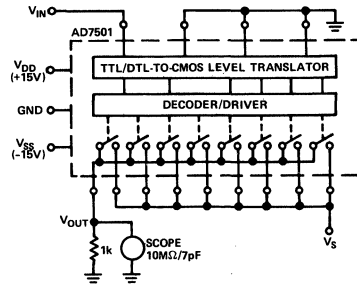 VIN
AD7501
VDD
(+15V)
TTL/DTL-TO-CMOS LEVEL TRANSLATOR
GND
DECODER/DRIVER
VSS
(-15V)
VOUT
1k
SCOPE
10MΩ/7pF
VS